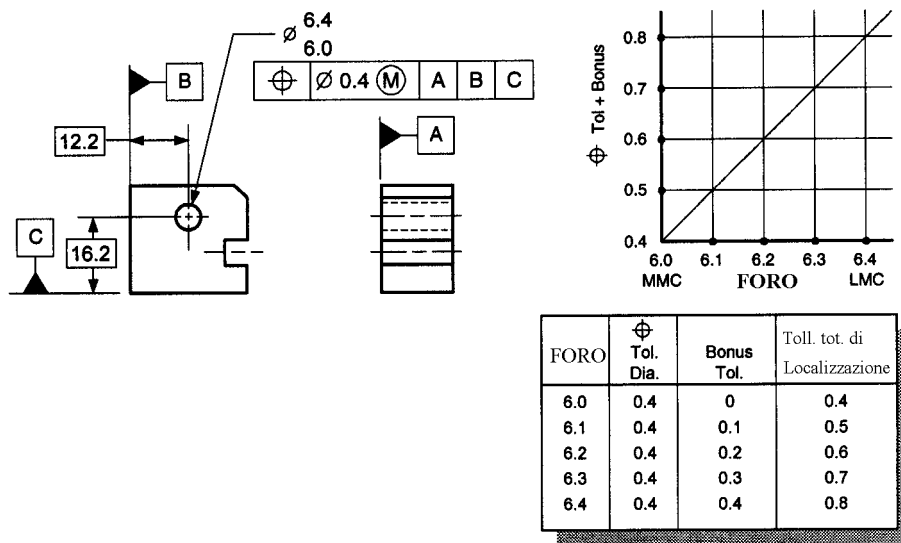 ⌀ 6.4
6.0
⌖ ⌀ 0.4 Ⓜ A B C
B
12.2
A
C
16.2
⌖ Tol + Bonus
0.8
0.7
0.6
0.5
0.4
6.0 6.1 6.2 6.3 6.4
MMC FORO LMC
FORO ⌖ Tol. Dia. Bonus Tol. Toll. tot. di Localizzazione
6.0 0.4 0 0.4
6.1 0.4 0.1 0.5
6.2 0.4 0.2 0.6
6.3 0.4 0.3 0.7
6.4 0.4 0.4 0.8